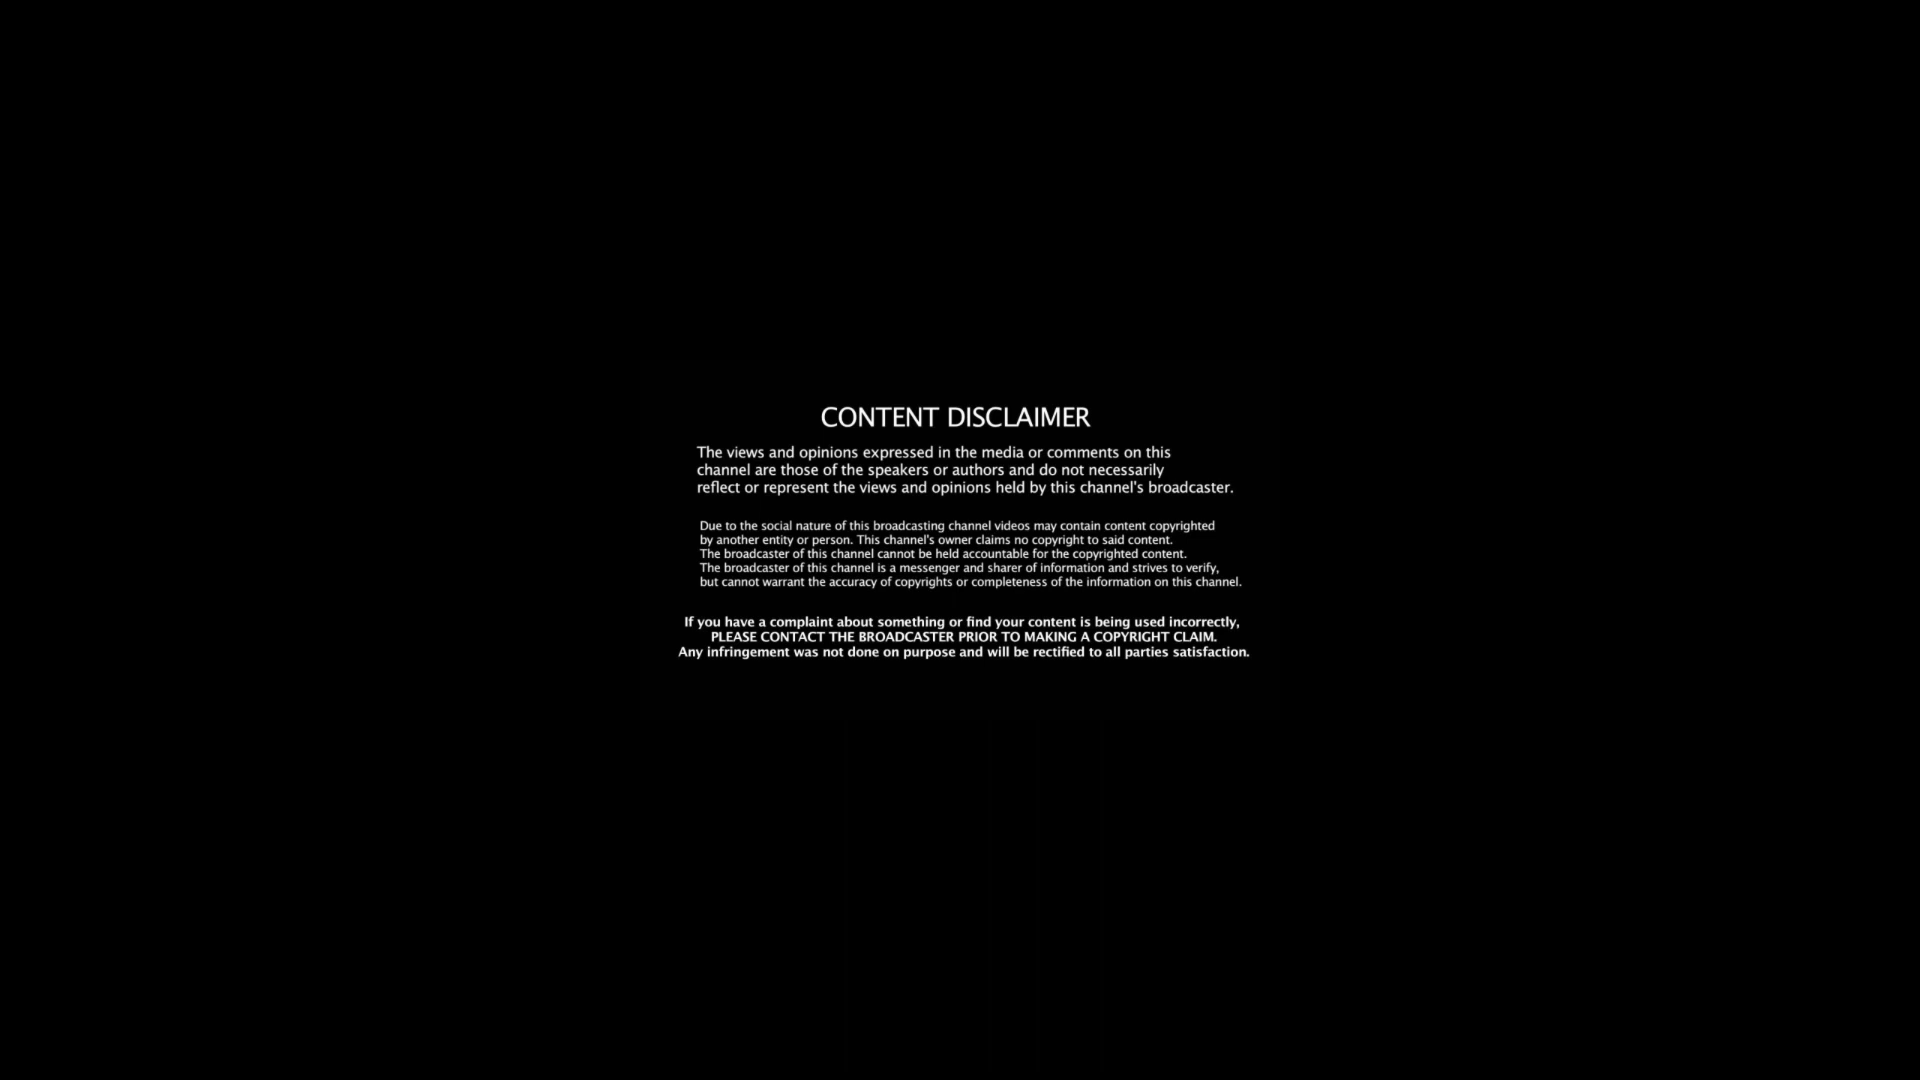 CONTENT DISCLAIMER
The views and opinions expressed in the media or comments on this
channel are those of the speakers or authors and do not necessarily
reflect or represent the views and opinions held by this channel's broadcaster.
Due to the social nature of this broadcasting channel videos may contain content copyrighted
by another entity or person. This channel's owner claims no copyright to said content.
The broadcaster of this channel cannot be held accountable for the copyrighted content.
The broadcaster of this channel is a messenger and sharer of information and strives to verify,
but cannot warrant the accuracy of copyrights or completeness of the information on this channel.
If you have a complaint about something or find your content is being used incorrectly,
PLEASE CONTACT THE BROADCASTER PRIOR TO MAKING A COPYRIGHT CLAIM.
Any infringement was not done on purpose and will be rectified to all parties satisfaction.